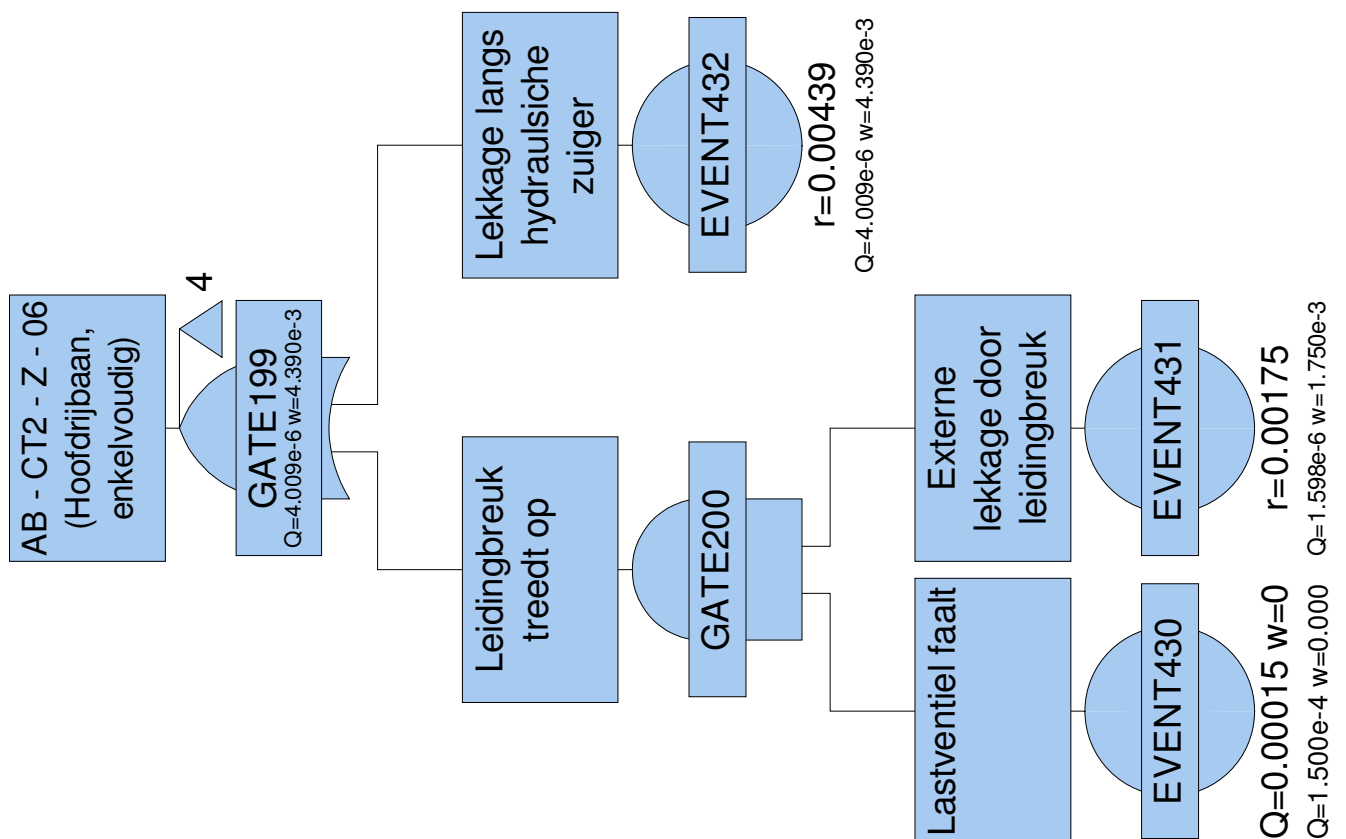 AB - CT2 - Z - 06
(Hoofdrijbaan,
enkelvoudig)
4
GATE199
Q=4.009e-6 w=4.390e-3
Leidingbreuk
treedt op
GATE200
Lekkage langs
hydraulsiche
zuiger
EVENT432
r=0.00439
Q=4.009e-6 w=4.390e-3
Lastventiel faalt
EVENT430
Q=0.00015 w=0
Q=1.500e-4 w=0.000
Externe
lekkage door
leidingbreuk
EVENT431
r=0.00175
Q=1.598e-6 w=1.750e-3